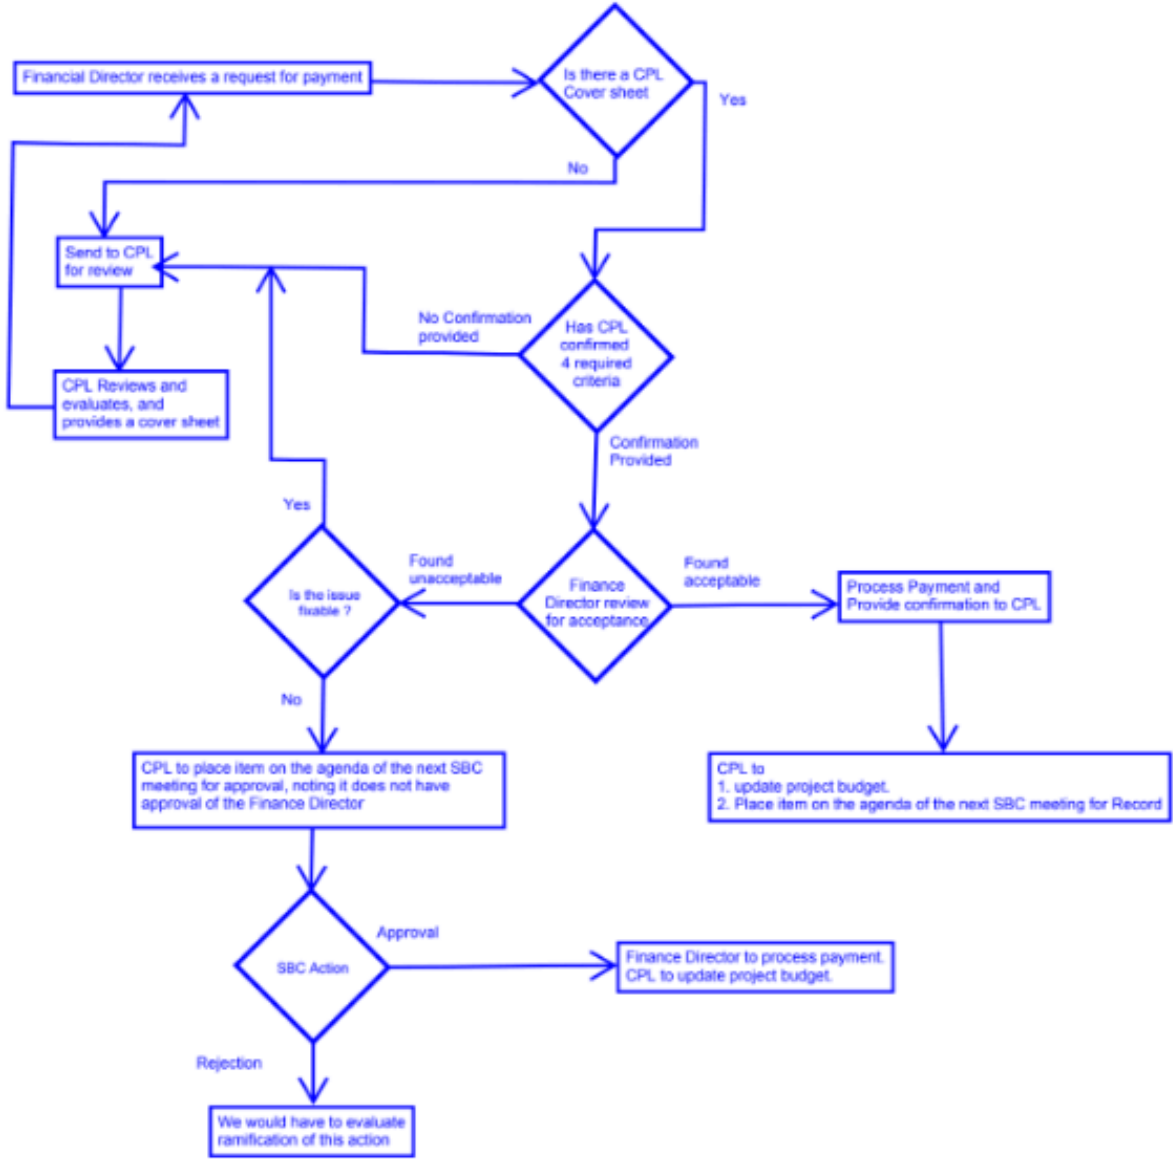 Financial Director receives a request for payment
Is there a CPL
Cover sheet
Yes
No
Send to CPL
for review
No Confirmation
provided
Has CPL
confirmed
4 required
criteria
CPL Reviews and
evaluates, and
provides a cover sheet
Confirmation
Provided
Yes
Is the issue
fixable ?
Found
unacceptable
Finance
Director review
for acceptance
Found
acceptable
Process Payment and
Provide confirmation to CPL
No
CPL to place item on the agenda of the next SBC
meeting for approval, noting it does not have
approval of the Finance Director
CPL to
1. update project budget.
2. Place item on the agenda of the next SBC meeting for Record
SBC Action
Approval
Finance Director to process payment.
CPL to update project budget.
Rejection
We would have to evaluate
ramification of this action